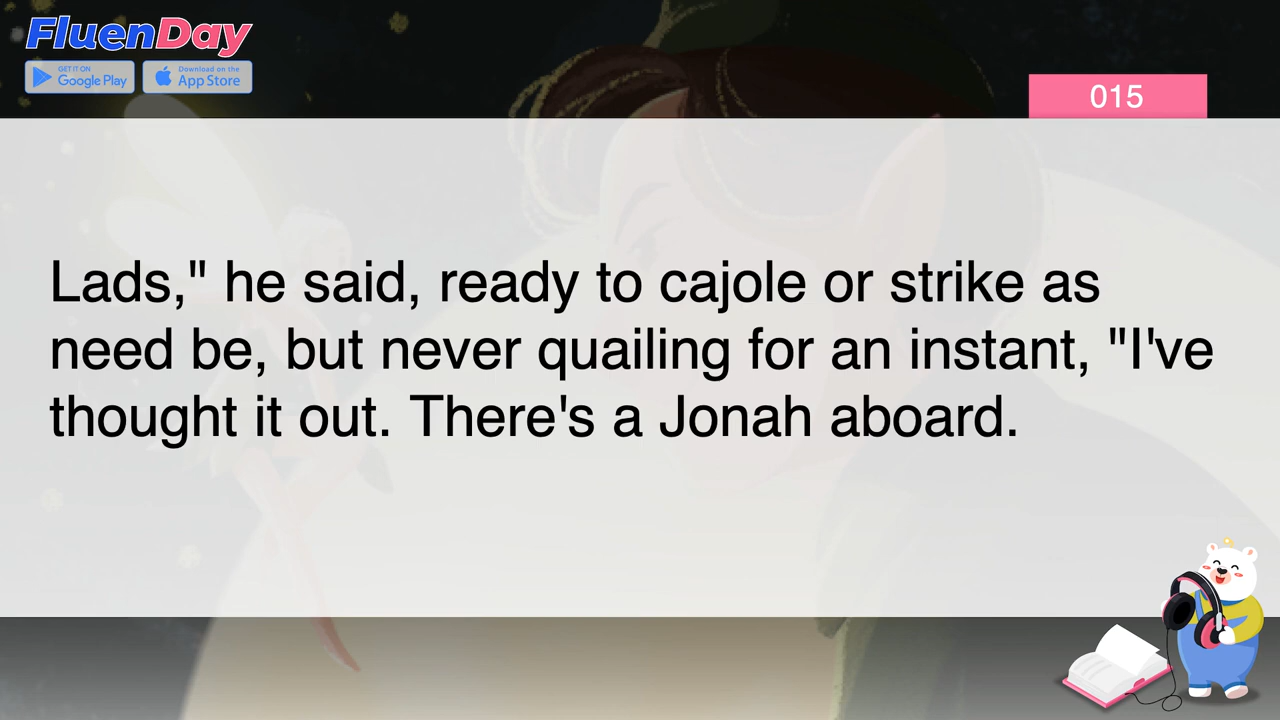 FluenDay
GET IT ON
Google Play
Download on the
App Store
015
Lads," he said, ready to cajole or strike as
need be, but never quailing for an instant, "I've
thought it out. There's a Jonah aboard.